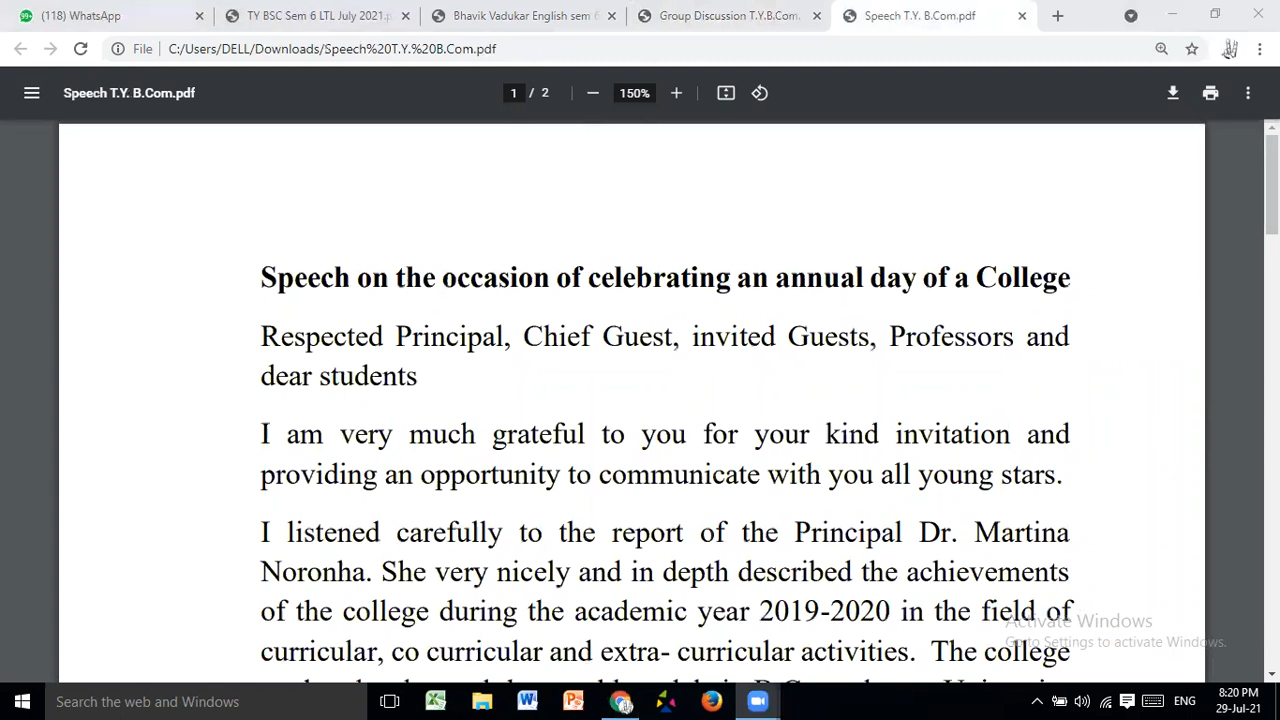 (118) WhatsApp
TY BSC Sem 6 LTL July 2021.p
Bhavik Vadukar English sem 6
Group Discussion T.Y.B.Com,
Speech T.Y. B.Com.pdf
File C:/Users/DELL/Downloads/Speech%20T.Y.%20B.Com.pdf
Speech T.Y. B.Com.pdf
1 / 2
150%
Speech on the occasion of celebrating an annual day of a College
Respected Principal, Chief Guest, invited Guests, Professors and
dear students
I am very much grateful to you for your kind invitation and
providing an opportunity to communicate with you all young stars.
I listened carefully to the report of the Principal Dr. Martina
Noronha. She very nicely and in depth described the achievements
of the college during the academic year 2019-2020 in the field of
curricular, co curricular and extra- curricular activities. The college
Activate Windows
Go to Settings to activate Windows.
Search the web and Windows
ENG
8:20 PM
29-Jul-21